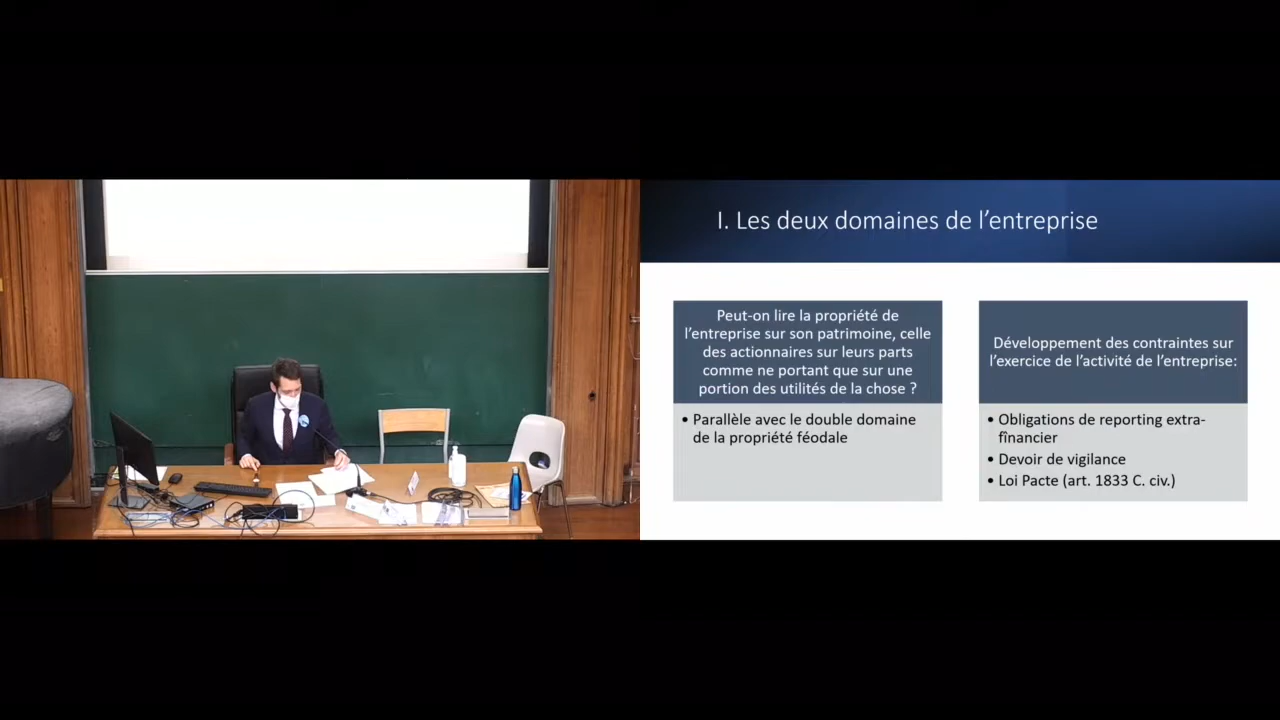 I. Les deux domaines de l'entreprise
Peut-on lire la propriété de
l'entreprise sur son patrimoine, celle
des actionnaires sur leurs parts
comme ne portant que sur une
portion des utilités de la chose ?
• Parallèle avec le double domaine
de la propriété féodale
Développement des contraintes sur
l'exercice de l'activité de l'entreprise:
• Obligations de reporting extra-
financier
• Devoir de vigilance
• Loi Pacte (art. 1833 C. civ.)